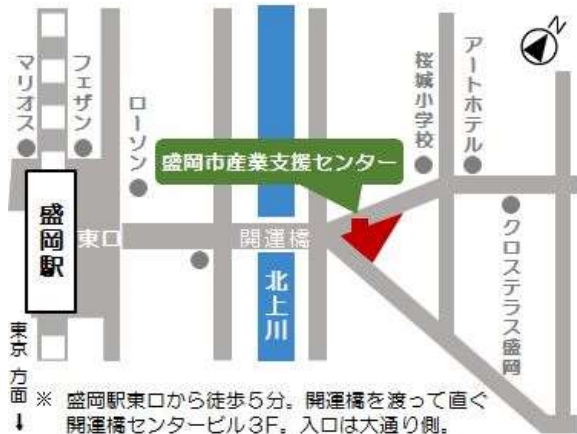 N
マリオス
フェザン
ローソン
桜城小学校
アートホテル
盛岡市産業支援センター
盛岡駅
東口
開運橋
北上川
クロステラス盛岡
東京方面
↓
※ 盛岡駅東口から徒歩5分。開運橋を渡って直ぐ
開運橋センタービル3F。入口は大通り側。